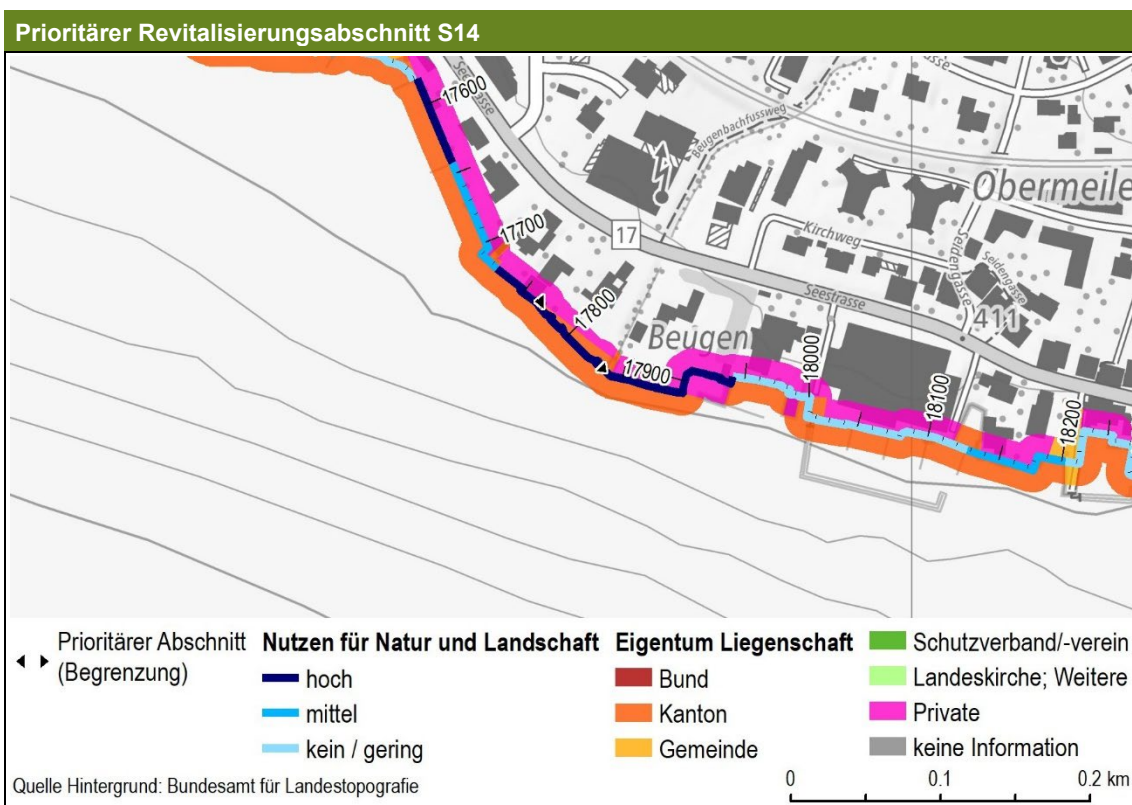 Prioritärer Revitalisierungsabschnitt S14
Seestrasse
17600
Beugenbachfussweg
Obermeile
17700
17
Kirchweg
Seidengasse
Seidengasse
Seestrasse
411
17800
Beugen
17900
18000
18100
18200
Prioritärer Abschnitt
(Begrenzung)
Nutzen für Natur und Landschaft
hoch
mittel
kein / gering
Eigentum Liegenschaft
Bund
Kanton
Gemeinde
Schutzverband/-verein
Landeskirche; Weitere
Private
keine Information
Quelle Hintergrund: Bundesamt für Landestopografie
0 0.1 0.2 km